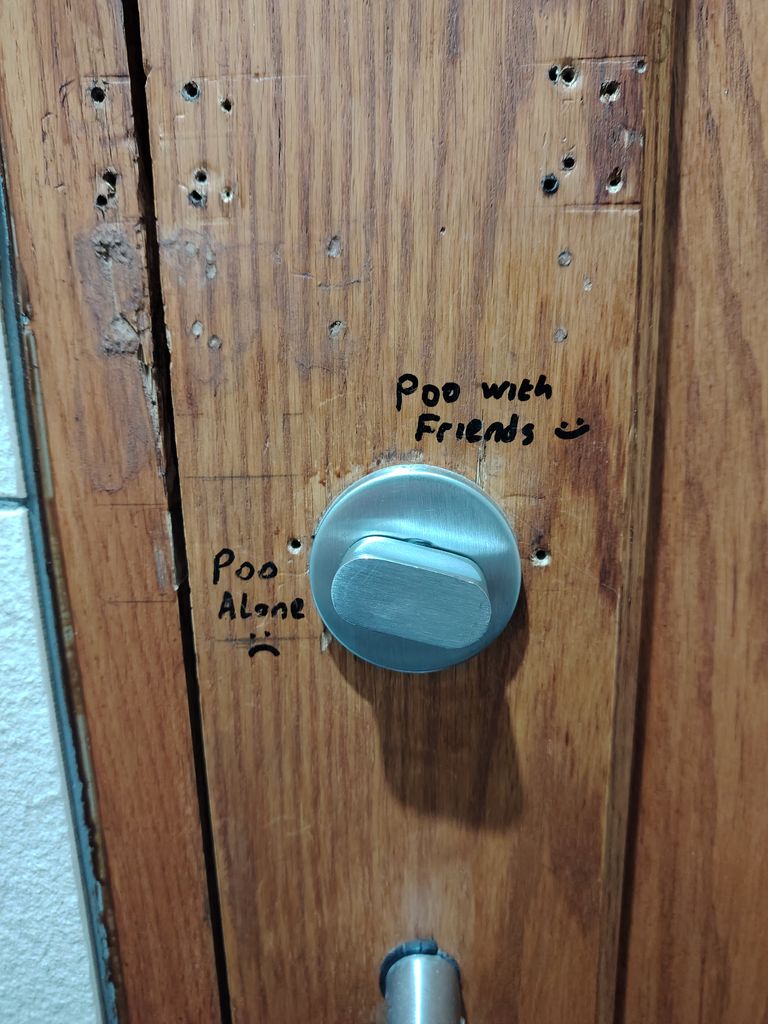 Poo with
Friends
Poo
Alone